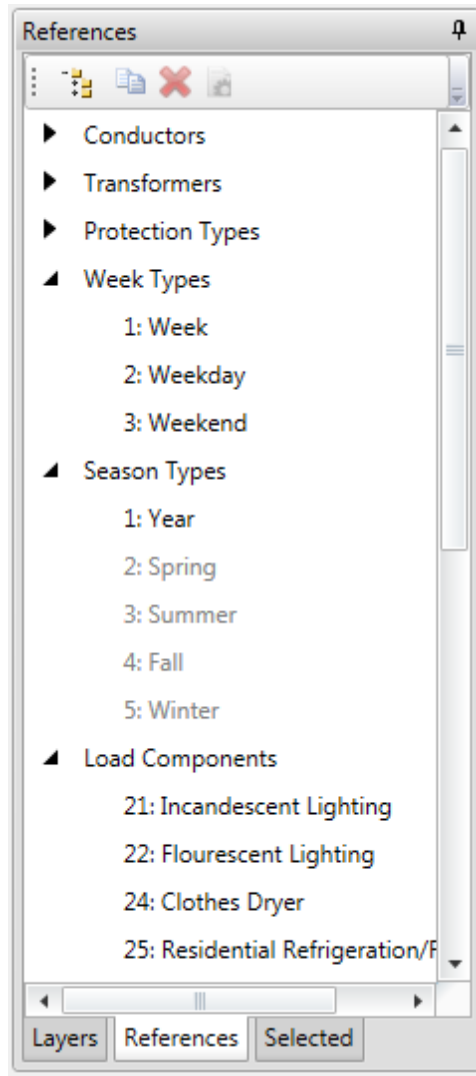 References
Conductors
Transformers
Protection Types
Week Types
1: Week
2: Weekday
3: Weekend
Season Types
1: Year
2: Spring
3: Summer
4: Fall
5: Winter
Load Components
21: Incandescent Lighting
22: Flourescent Lighting
24: Clothes Dryer
25: Residential Refrigeration/F
Layers References Selected